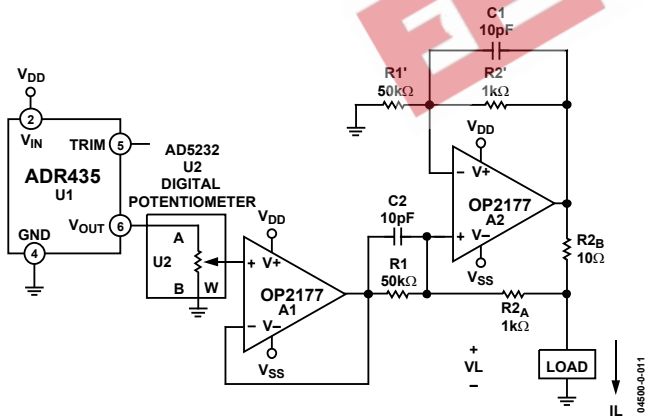 C1
10pF
R1'
50kΩ
R2'
1kΩ
VDD
2
VIN
TRIM
5
ADR435
U1
VOUT
6
GND
4
AD5232
U2
DIGITAL
POTENTIOMETER
A
U2
B
W
VDD
+
V+
OP2177
A1
−
V−
VSS
C2
10pF
R1
50kΩ
VDD
−
V+
OP2177
A2
+
V−
VSS
R2B
10Ω
R2A
1kΩ
+
VL
−
LOAD
IL
04500-0-011